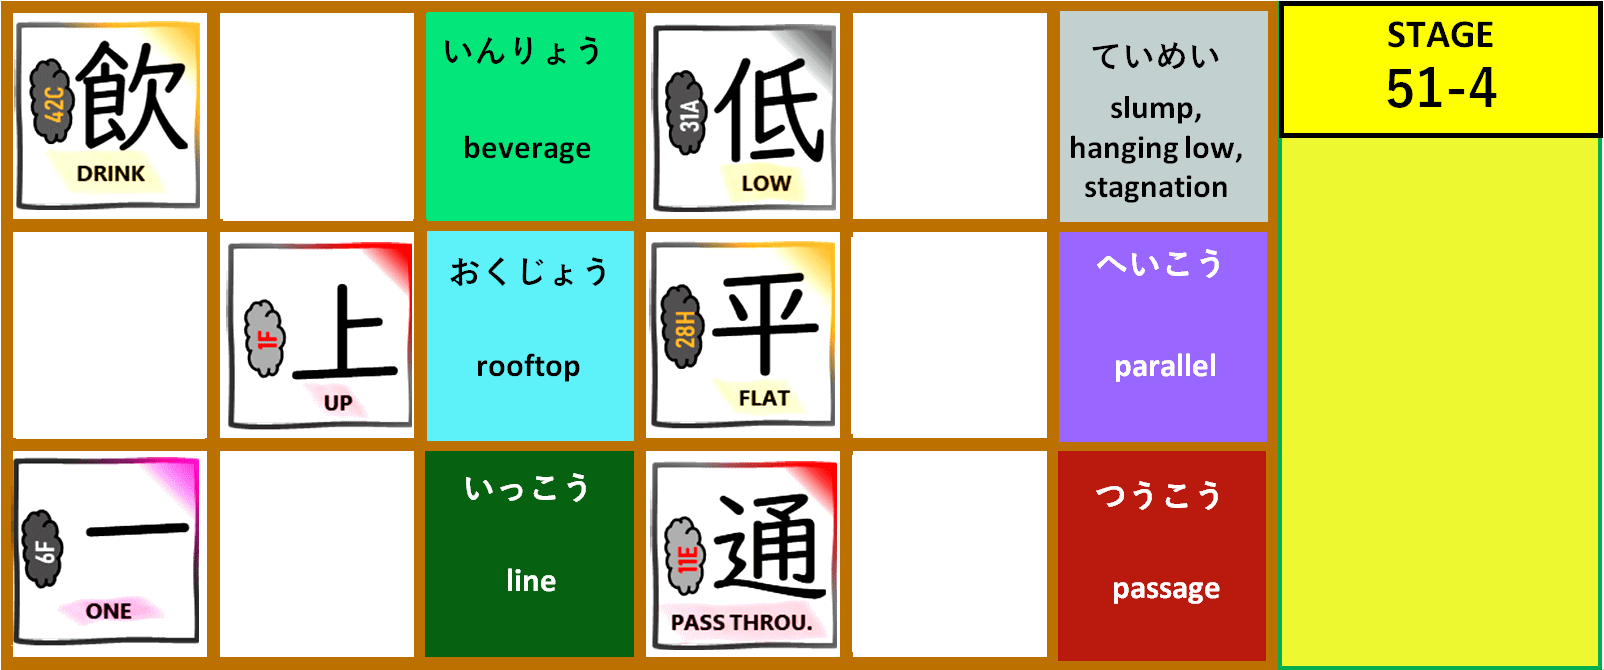 42C
飲
DRINK
いんりょう
beverage
31A
低
LOW
ていめい
slump,
hanging low,
stagnation
STAGE
51-4
1F
上
UP
おくじょう
rooftop
28H
平
FLAT
へいこう
parallel
6F
一
ONE
いっこう
line
11E
通
PASS THROU.
つうこう
passage